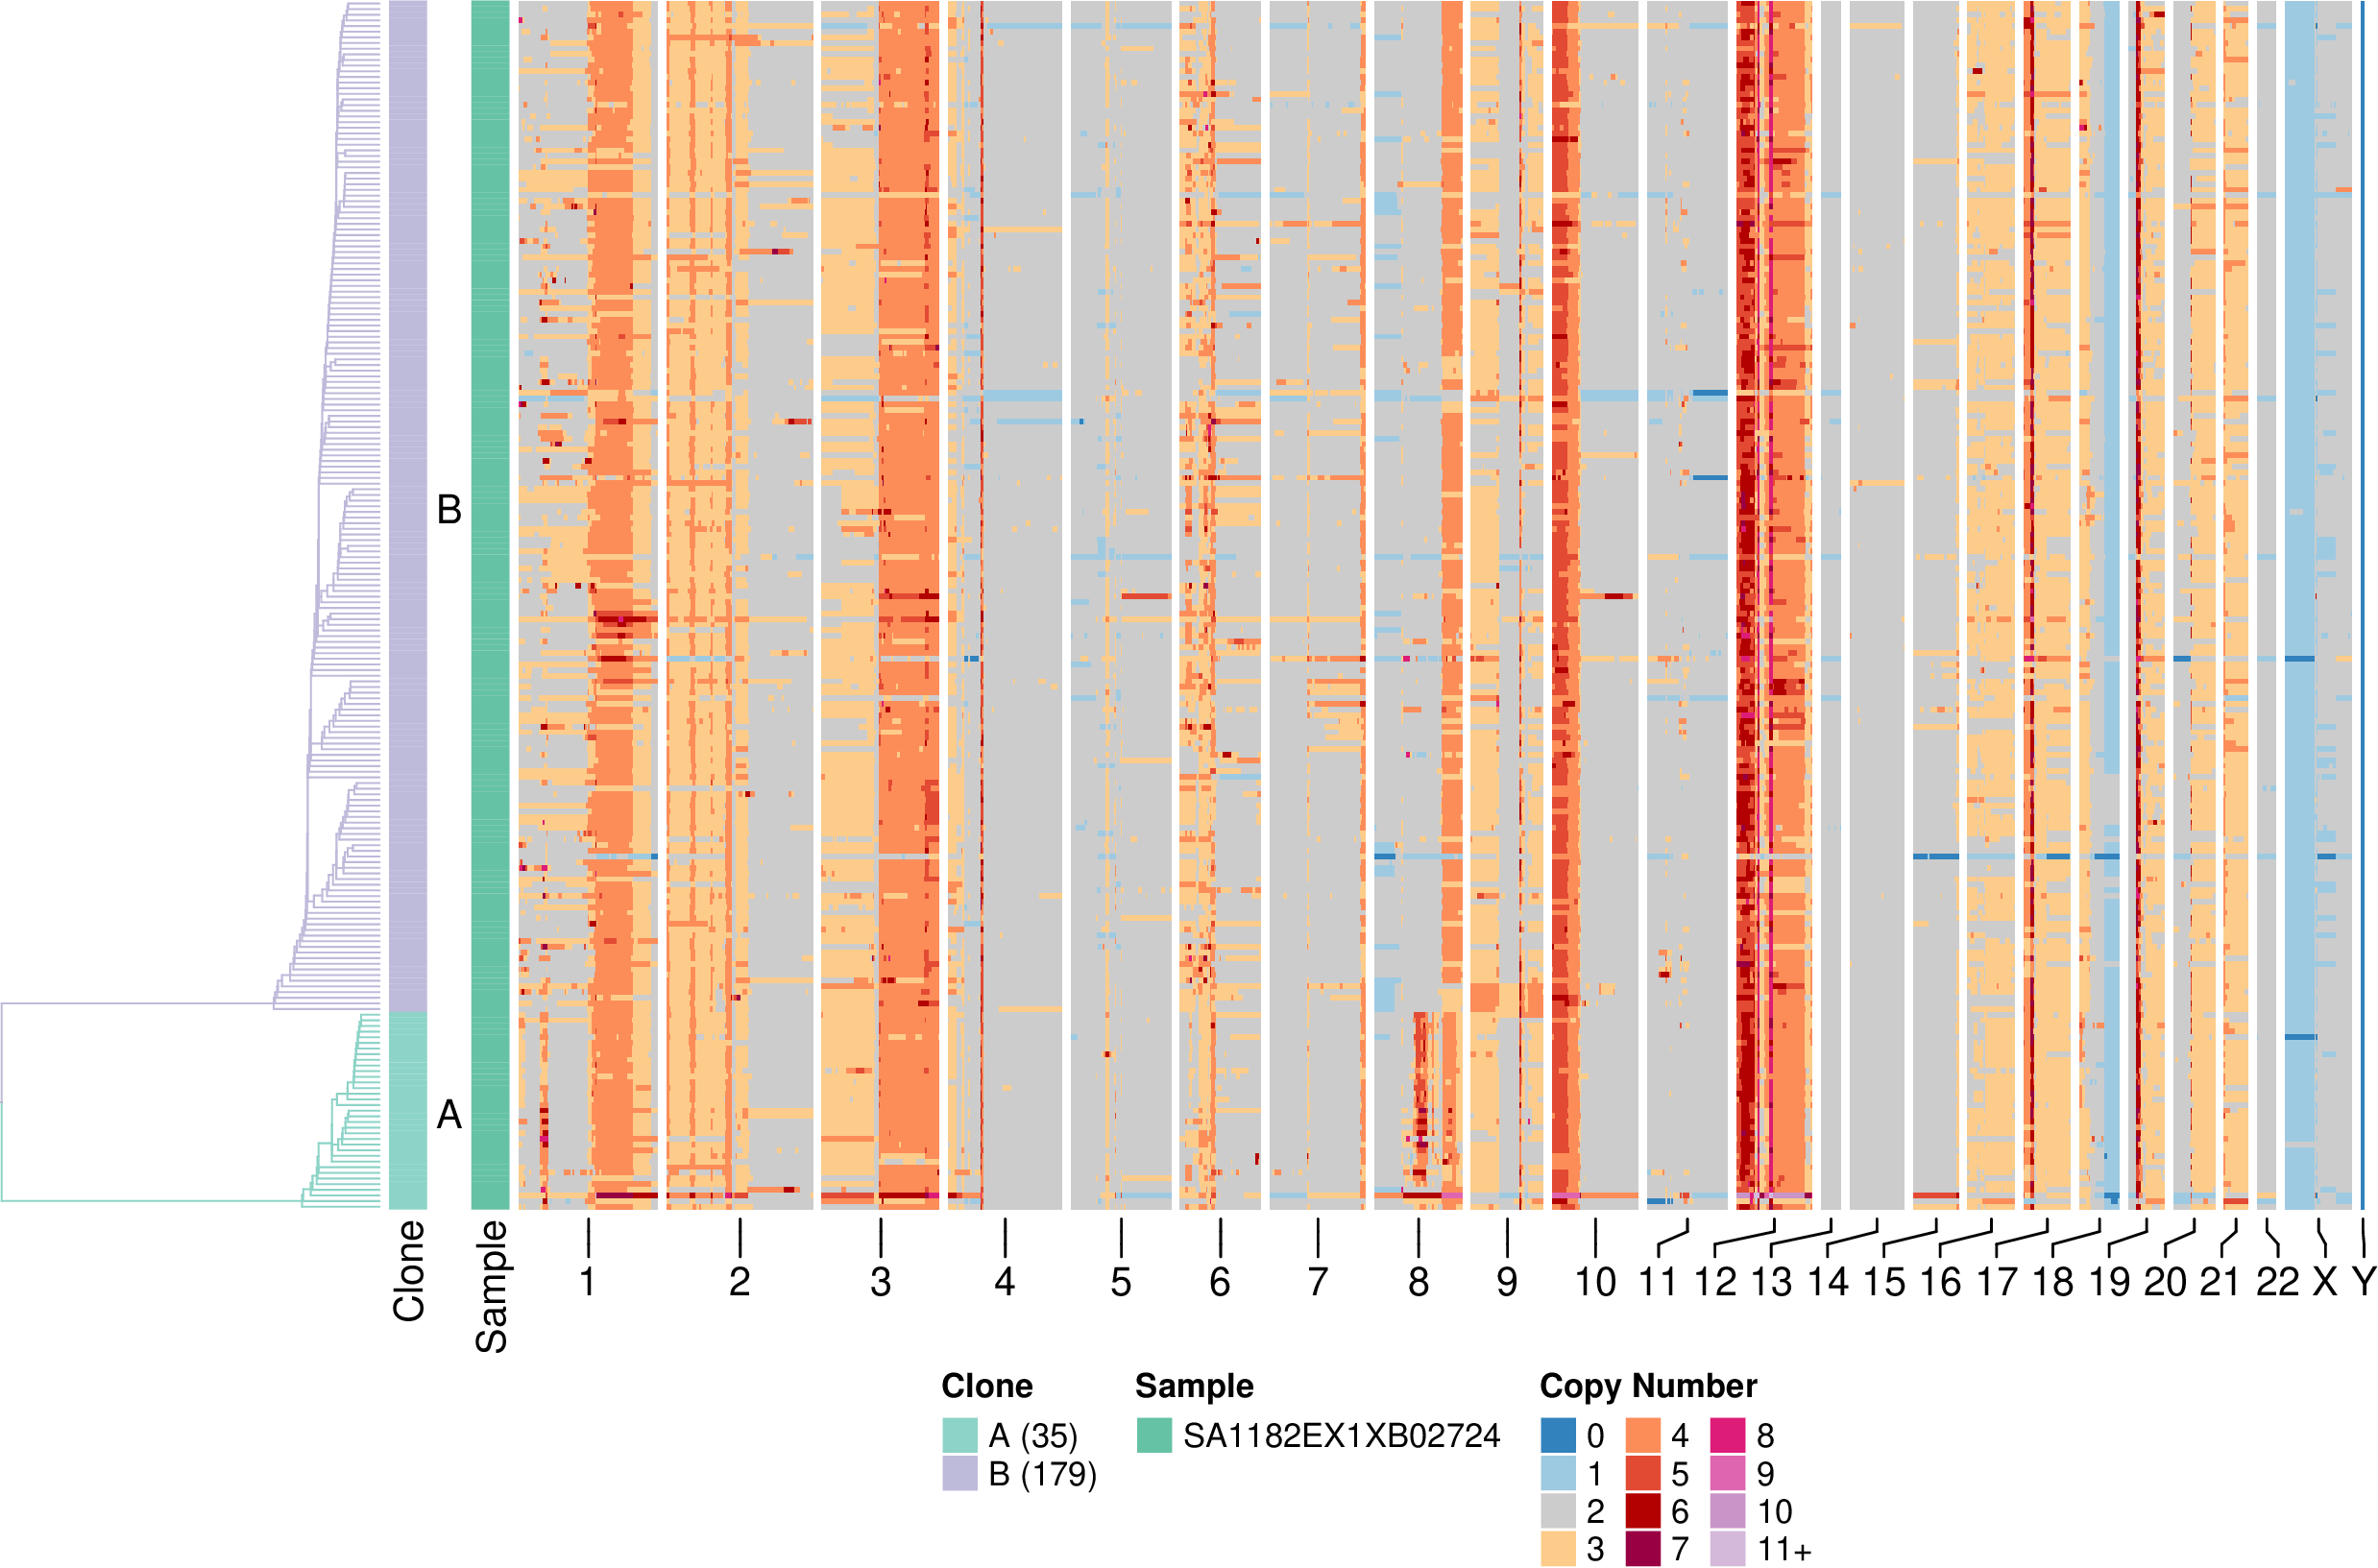 B
A
Clone
Sample
1 2 3 4 5 6 7 8 9 10 11 12 13 14 15 16 17 18 19 20 21 22 X Y
Clone
A (35)
B (179)
Sample
SA1182EX1XB02724
Copy Number
0 4 8
1 5 9
2 6 10
3 7 11+